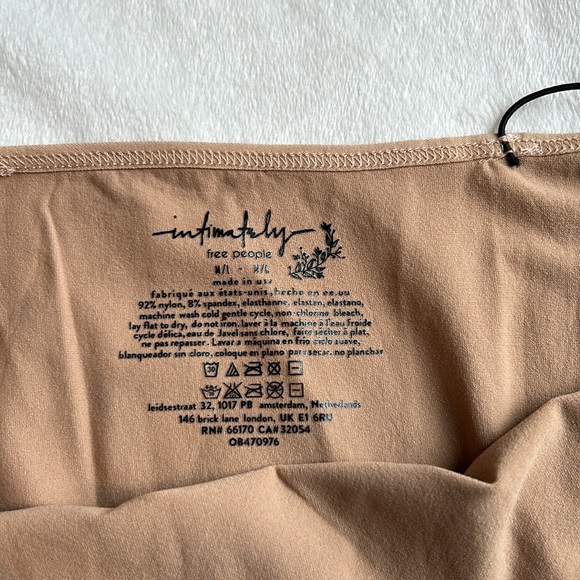 intimately
free people
M/L - M/L
made in usa
fabriqué aux états-unis, hecho en ee.uu
92% nylon, 8% spandex, elasthanne, elastan, elastano,
machine wash cold gentle cycle, non-chlorine bleach,
lay flat to dry, do not iron. laver à la machine à l'eau froide
cycle délica, eau de Javel sans chlore, faire sécher à plat,
ne pas repasser. Lavar a máquina en frío ciclo suave,
blanqueador sin cloro, coloque en plano para secar, no planchar
30
leidsestraat 32, 1017 PB amsterdam, Netherlands
146 brick lane london, UK E1 6RU
RN# 66170 CA# 32054
OB470976